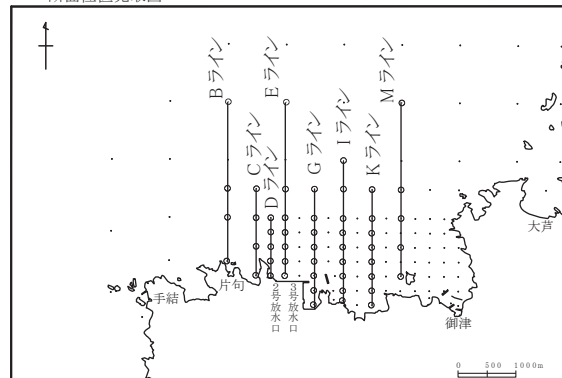 Bライン
Cライン
Dライン
Eライン
Gライン
Iライン
Kライン
Mライン
大芦
手結
片句
2号放水口
3号放水口
御津
0 500 1000m